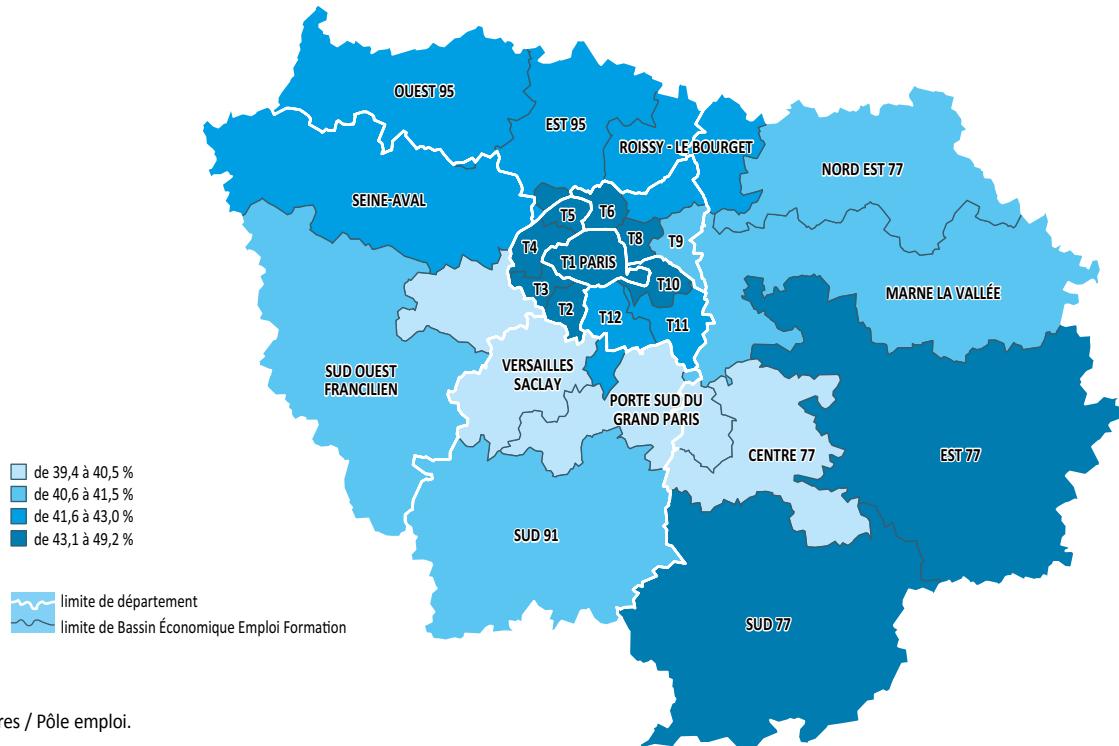 OUEST 95
EST 95
ROISSY - LE BOURGET
NORD EST 77
SEINE-AVAL
T5
T6
T4
T8
T9
T1 PARIS
T10
T3
T2
T12
T11
MARNE LA VALLÉE
SUD OUEST
FRANCILIEN
VERSAILLES
SACLAY
PORTE SUD DU
GRAND PARIS
CENTRE 77
EST 77
SUD 91
SUD 77
de 39,4 à 40,5 %
de 40,6 à 41,5 %
de 41,6 à 43,0 %
de 43,1 à 49,2 %
limite de département
limite de Bassin Économique Emploi Formation
res / Pôle emploi.